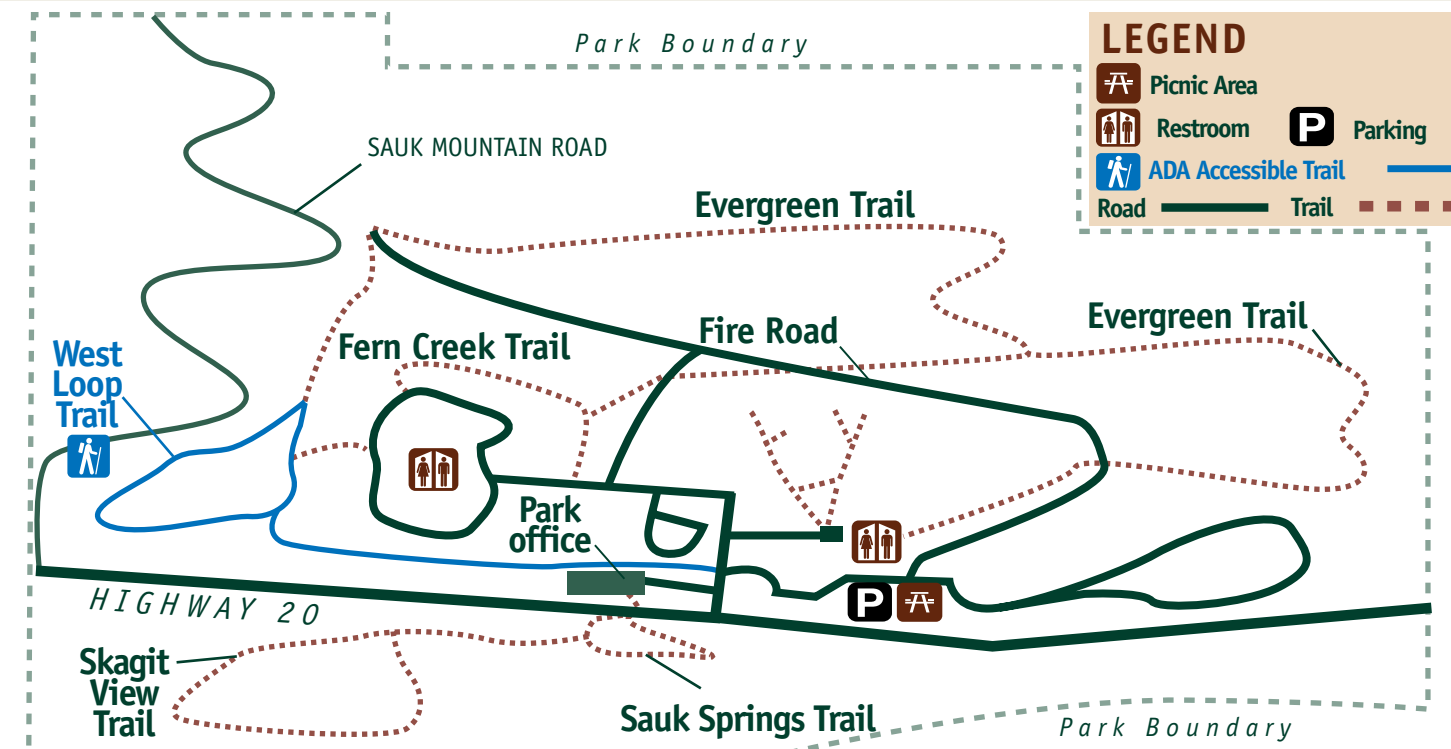 Park Boundary
LEGEND
Picnic Area
Restroom
P Parking
ADA Accessible Trail
Road
Trail
SAUK MOUNTAIN ROAD
Evergreen Trail
Evergreen Trail
Fire Road
Fern Creek Trail
West
Loop
Trail
Park
office
HIGHWAY 20
P
Skagit
View
Trail
Sauk Springs Trail
Park Boundary